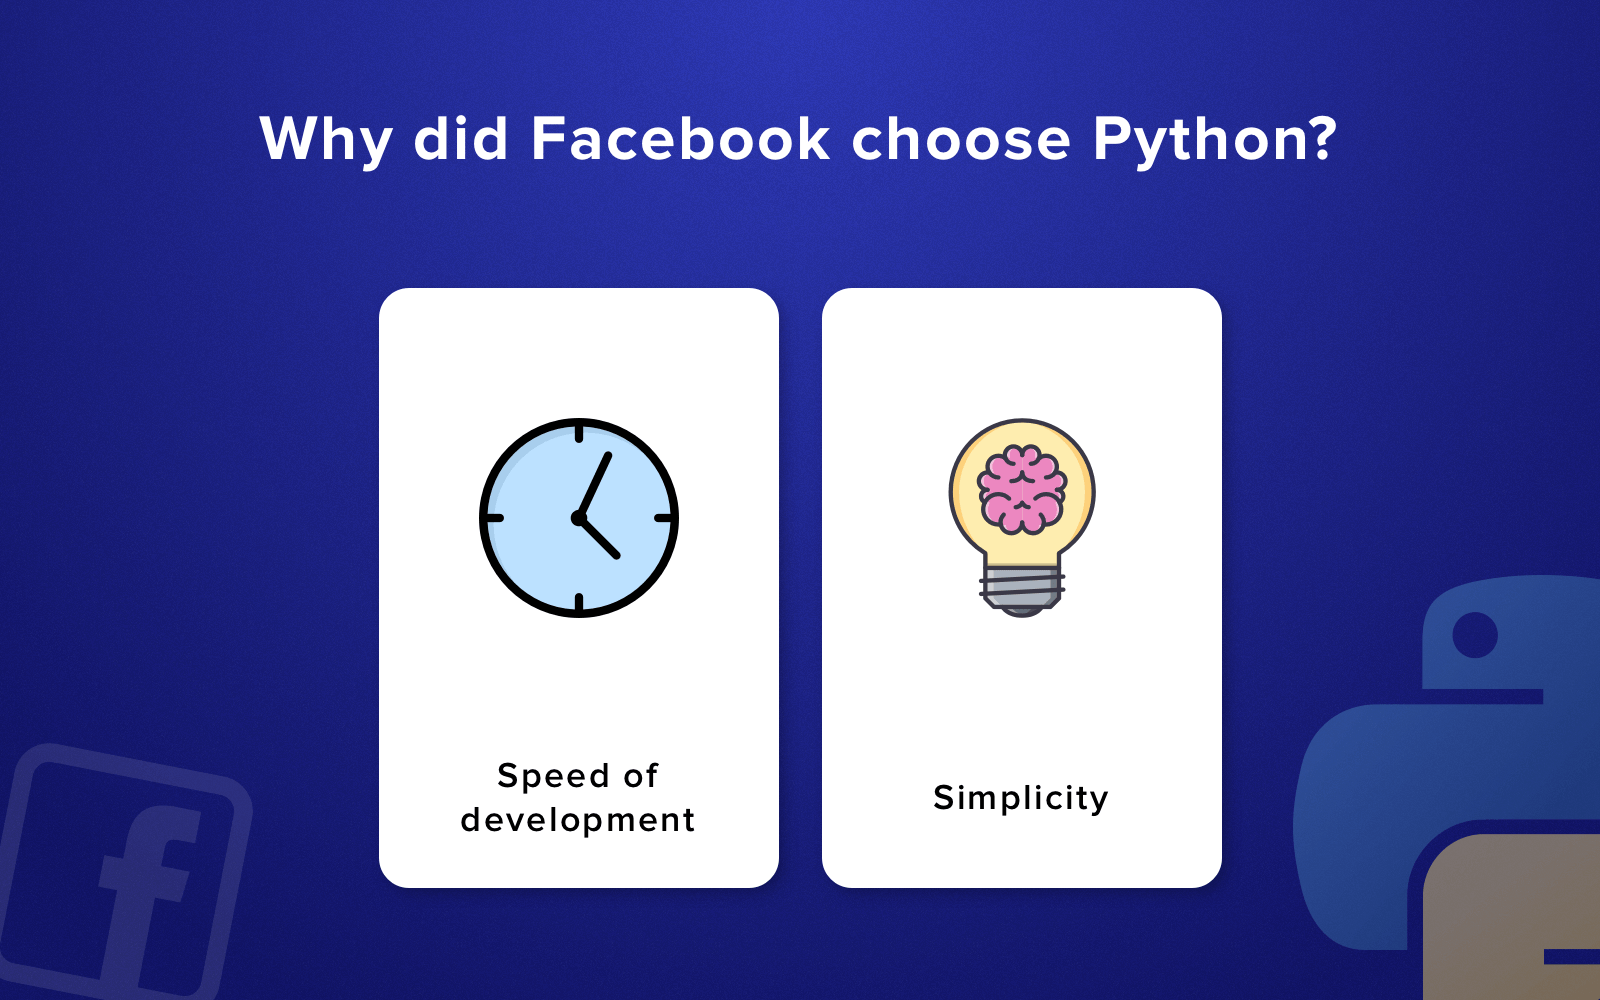 Why did Facebook choose Python?
Speed of
development
Simplicity